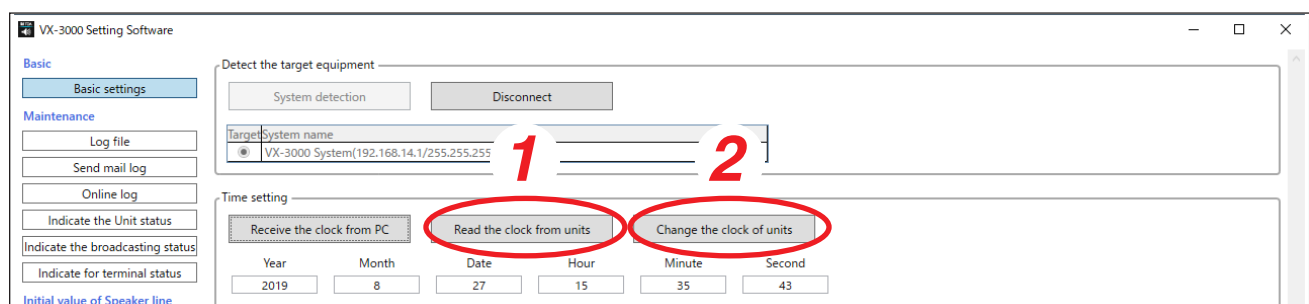 VX-3000 Setting Software
Basic
Basic settings
Maintenance
Log file
Send mail log
Online log
Indicate the Unit status
Indicate the broadcasting status
Indicate for terminal status
Initial value of Speaker line
Detect the target equipment
System detection Disconnect
Target System name
VX-3000 System(192.168.14.1/255.255.255
1 2
Time setting
Receive the clock from PC Read the clock from units Change the clock of units
Year Month Date Hour Minute Second
2019 8 27 15 35 43